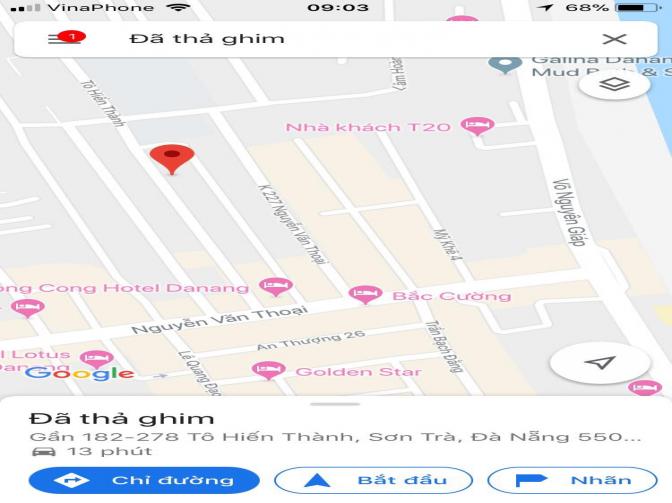 VinaPhone 09:03 68%
1
Đã thả ghim
Galina Danan
Mud B & S
Tô Hiến Thành
Nhà khách T20
K 227 Nguyễn Văn Thoại
Võ Nguyên Giáp
Mỹ Khê 4
ong Cong Hotel Danang
Bắc Cường
Nguyễn Văn Thoại
An Thượng 26
Trần Bạch Đằng
l Lotus
Danang
Lê Quang Đạo
Golden Star
Google
Đã thả ghim
Gần 182-278 Tô Hiến Thành, Sơn Trà, Đà Nẵng 550...
13 phút
Chỉ đường
Bắt đầu
Nhãn